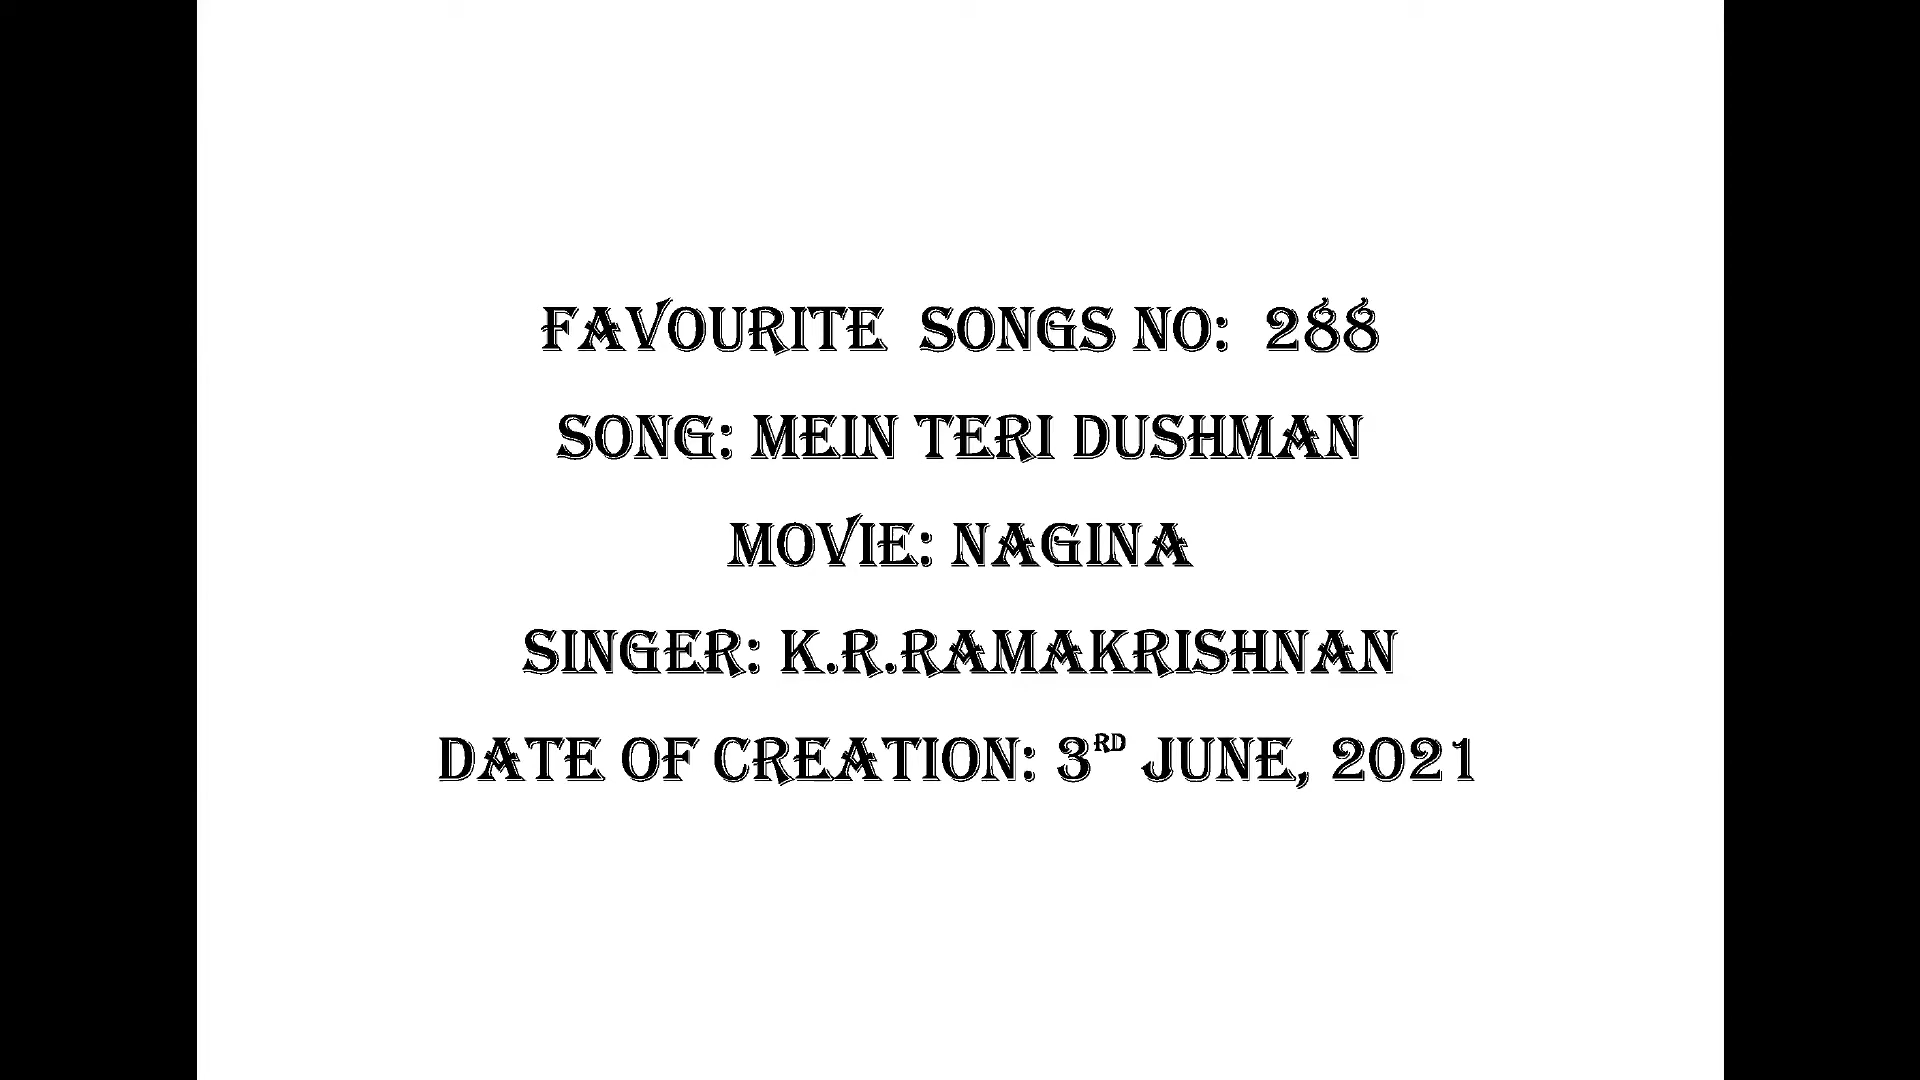 FAVOURITE  SONGS NO:  288
SONG: MEIN TERI DUSHMAN
MOVIE: NAGINA
SINGER: K.R.RAMAKRISHNAN
DATE OF CREATION: 3RD JUNE, 2021